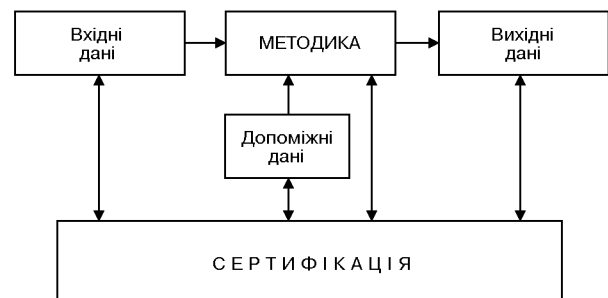 Вхідні
дані
МЕТОДИКА
Вихідні
дані
Допоміжні
дані
СЕРТИФІКАЦІЯ